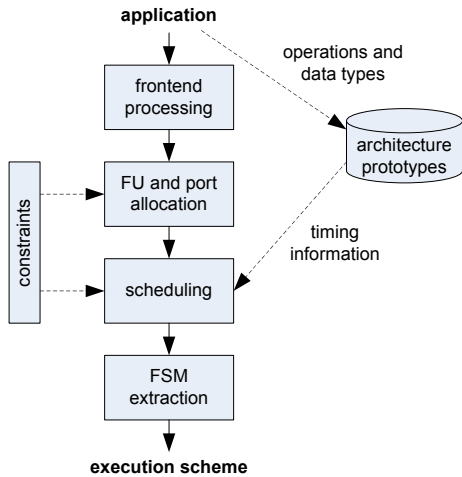 application
operations and
data types
frontend
processing
architecture
prototypes
FU and port
allocation
constraints
timing
information
scheduling
FSM
extraction
execution scheme